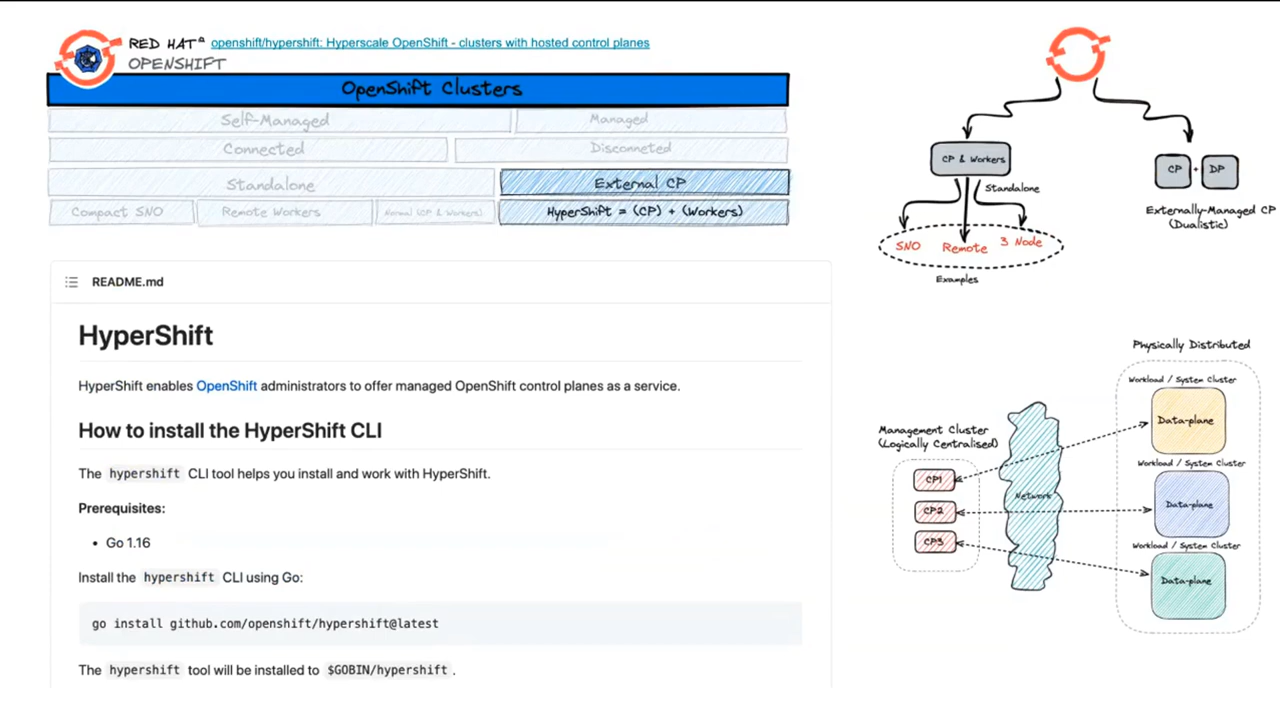 RED HAT® openshift/hypershift: Hyperscale OpenShift - clusters with hosted control planes
OPENSHIFT
OpenShift Clusters
Self-Managed Managed
Connected Disconneted
Standalone External CP
Compact SNO Remote Workers Normal (CP & Workers) HyperShift = (CP) + (Workers)
README.md
HyperShift
HyperShift enables OpenShift administrators to offer managed OpenShift control planes as a service.
How to install the HyperShift CLI
The hypershift CLI tool helps you install and work with HyperShift.
Prerequisites:
• Go 1.16
Install the hypershift CLI using Go:
go install github.com/openshift/hypershift@latest
The hypershift tool will be installed to $GOBIN/hypershift.
CP & Workers
Standalone
SNO Remote 3 Node
Examples
CP + DP
Externally-Managed CP
(Dualistic)
Physically Distributed
Management Cluster
(Logically Centralised)
CP1
CP2
CP3
Network
Workload / System Cluster
Data-plane
Workload / System Cluster
Data-plane
Workload / System Cluster
Data-plane